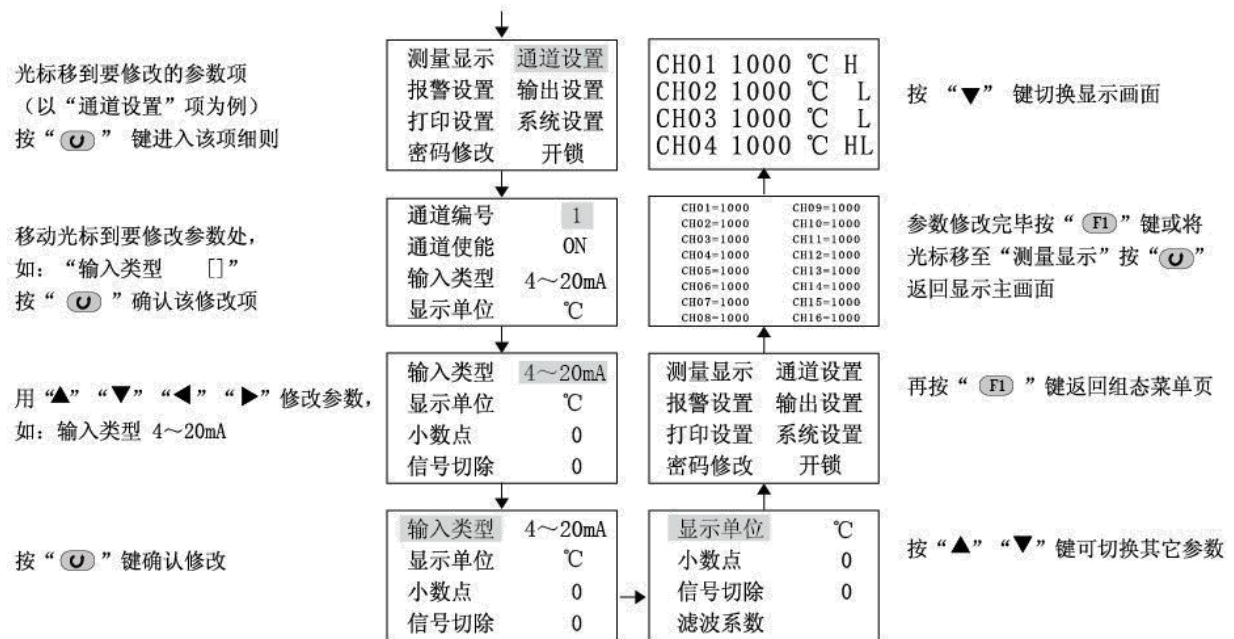 光标移到要修改的参数项
（以“通道设置”项为例）
按“ ”键进入该项细则
测量显示 通道设置
报警设置 输出设置
打印设置 系统设置
密码修改 开锁
移动光标到要修改参数处，
如：“输入类型 []”
按“ ”确认该修改项
通道编号 1
通道使能 ON
输入类型 4～20mA
显示单位 ℃
用“▲”“▼”“◀”“▶”修改参数，
如：输入类型 4～20mA
输入类型 4～20mA
显示单位 ℃
小数点 0
信号切除 0
按“ ”键确认修改
输入类型 4～20mA
显示单位 ℃
小数点 0
信号切除 0
显示单位 ℃
小数点 0
信号切除 0
滤波系数
按“▲”“▼”键可切换其它参数
测量显示 通道设置
报警设置 输出设置
打印设置 系统设置
密码修改 开锁
再按“ F1 ”键返回组态菜单页
CH01=1000 CH09=1000
CH02=1000 CH10=1000
CH03=1000 CH11=1000
CH04=1000 CH12=1000
CH05=1000 CH13=1000
CH06=1000 CH14=1000
CH07=1000 CH15=1000
CH08=1000 CH16=1000
参数修改完毕按“ F1 ”键或将
光标移至“测量显示”按“ ”
返回显示主画面
CH01 1000 ℃ H
CH02 1000 ℃ L
CH03 1000 ℃ L
CH04 1000 ℃ HL
按 “▼” 键切换显示画面